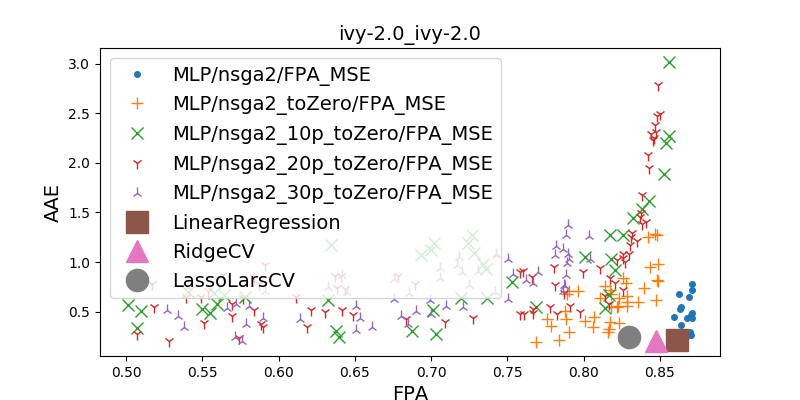 ivy-2.0_ivy-2.0
3.0
2.5
2.0
1.5
1.0
0.5
AAE
MLP/nsga2/FPA_MSE
MLP/nsga2_toZero/FPA_MSE
MLP/nsga2_10p_toZero/FPA_MSE
MLP/nsga2_20p_toZero/FPA_MSE
MLP/nsga2_30p_toZero/FPA_MSE
LinearRegression
RidgeCV
LassoLarsCV
0.50 0.55 0.60 0.65 0.70 0.75 0.80 0.85
FPA